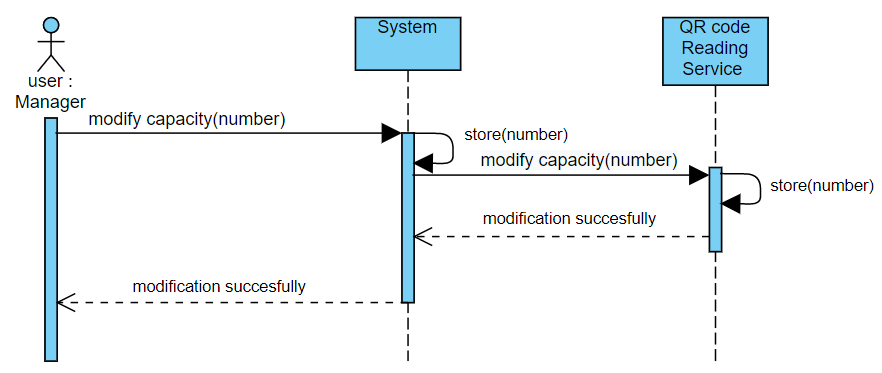 System
QR code
Reading
Service
user :
Manager
modify capacity(number)
store(number)
modify capacity(number)
store(number)
modification succesfully
modification succesfully